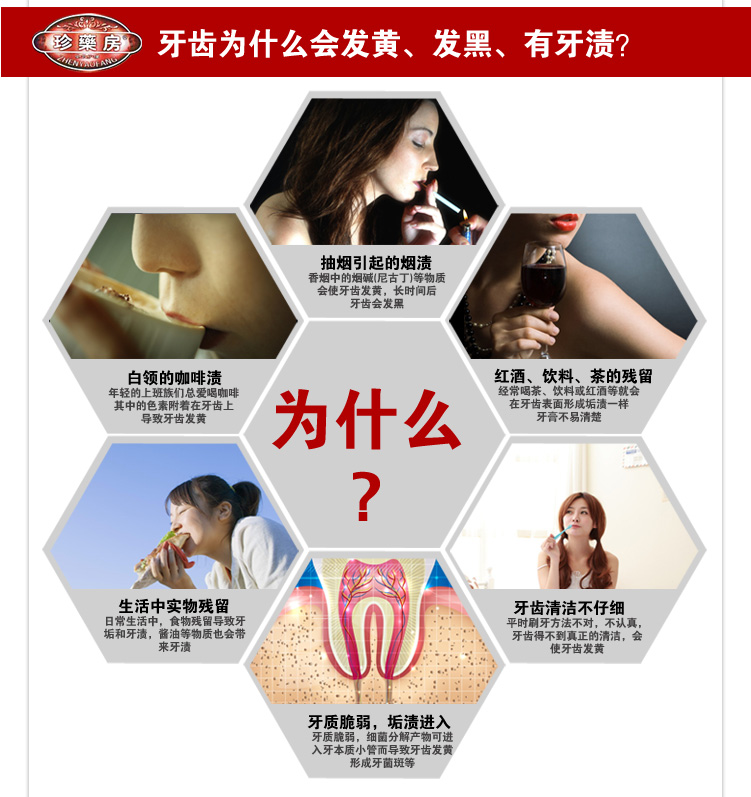 珍藥房
ZHENYAOFANG
牙齿为什么会发黄、发黑、有牙渍?
抽烟引起的烟渍
香烟中的烟碱(尼古丁)等物质
会使牙齿发黄，长时间后
牙齿会发黑
白领的咖啡渍
年轻的上班族们总爱喝咖啡
其中的色素附着在牙齿上
导致牙齿发黄
红酒、饮料、茶的残留
经常喝茶、饮料或红酒等就会
在牙齿表面形成垢渍一样
牙膏不易清楚
为什么
?
生活中实物残留
日常生活中，食物残留导致牙
垢和牙渍，酱油等物质也会带
来牙渍
牙齿清洁不仔细
平时刷牙方法不对，不认真，
牙齿得不到真正的清洁，会
使牙齿发黄
牙质脆弱，垢渍进入
牙质脆弱，细菌分解产物可进
入牙本质小管而导致牙齿发黄
形成牙菌斑等